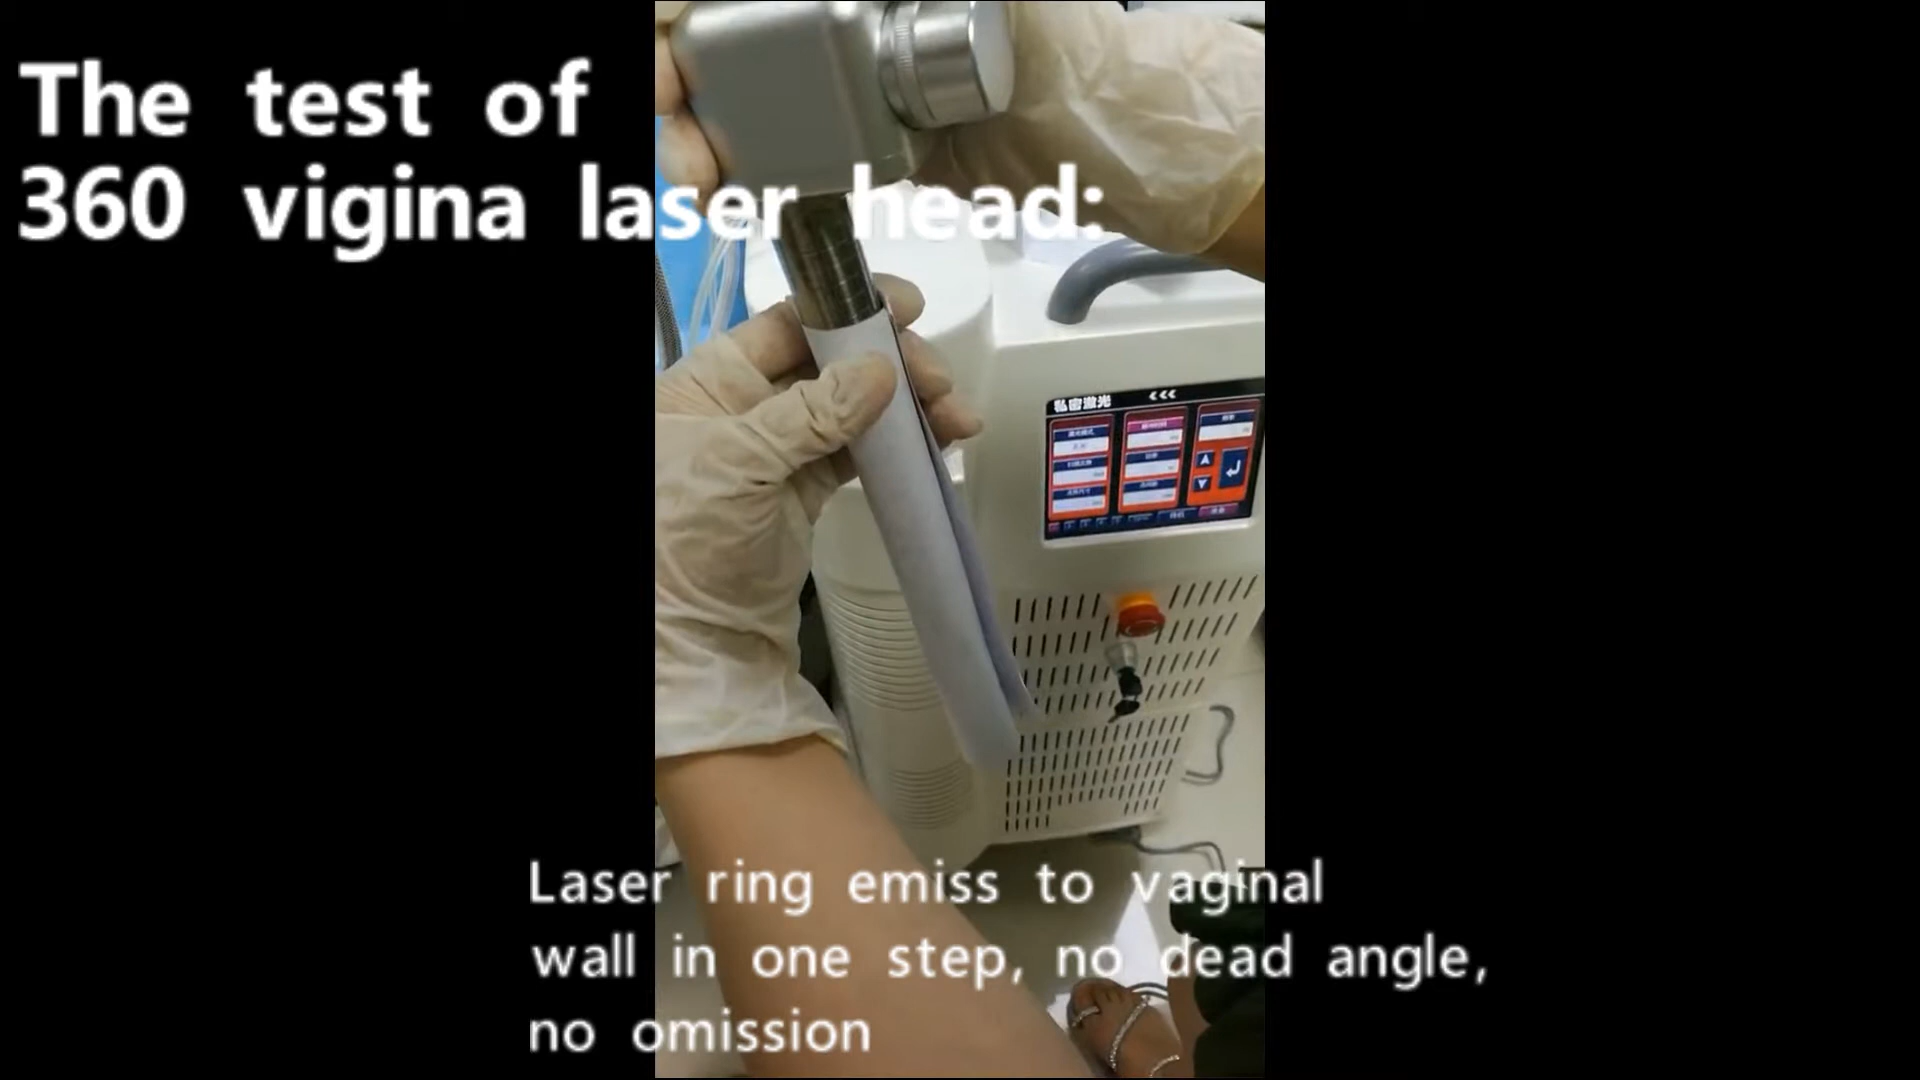 The test of
360 vigina laser head:
私密激光
<<<
Laser ring emiss to vaginal
wall in one step, no dead angle,
no omission